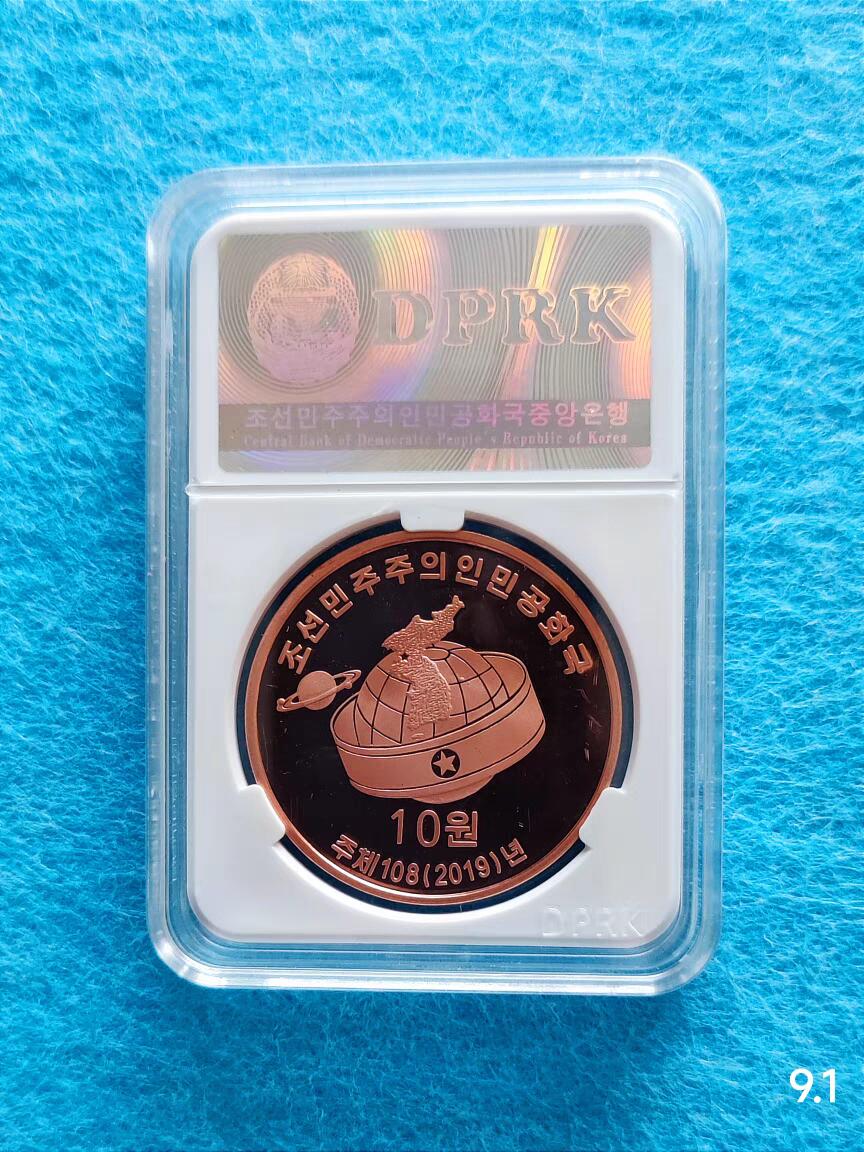 DPRK
조선민주주의인민공화국중앙은행
Central Bank of Democratic People's Republic of Korea
조선민주주의인민공화국
10원
주체108(2019)년
DPRK
9.1